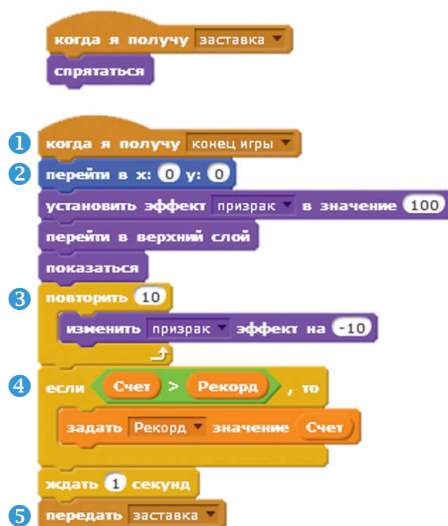 когда я получу заставка
спрятаться
1 когда я получу конец игры
2 перейти в x: 0 y: 0
установить эффект призрак в значение 100
перейти в верхний слой
показаться
3 повторить 10
изменить призрак эффект на -10
4 если Счет > Рекорд , то
задать Рекорд значение Счет
ждать 1 секунд
5 передать заставка